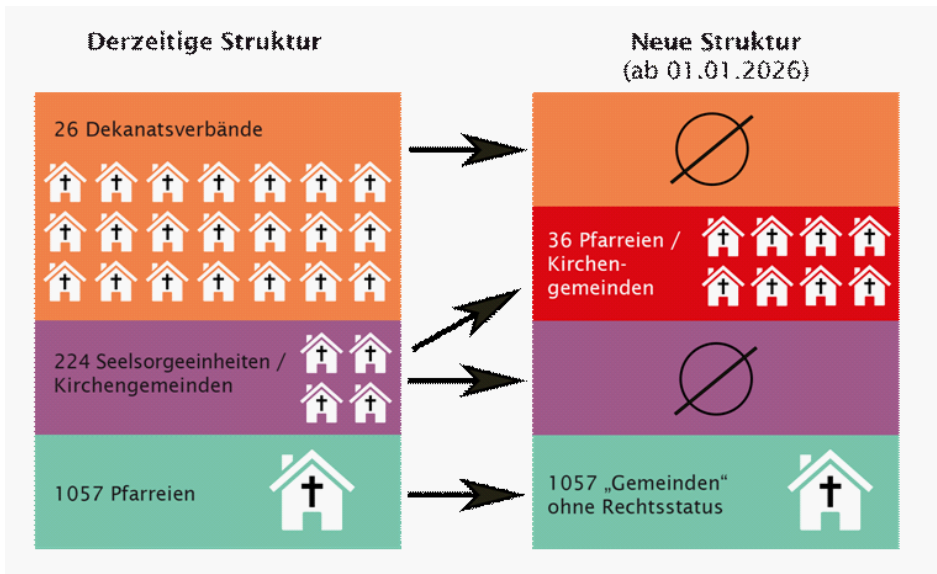 Derzeitige Struktur
26 Dekanatsverbände
224 Seelsorgeeinheiten /
Kirchengemeinden
1057 Pfarreien
Neue Struktur
(ab 01.01.2026)
36 Pfarreien /
Kirchen-
gemeinden
1057 „Gemeinden“
ohne Rechtsstatus